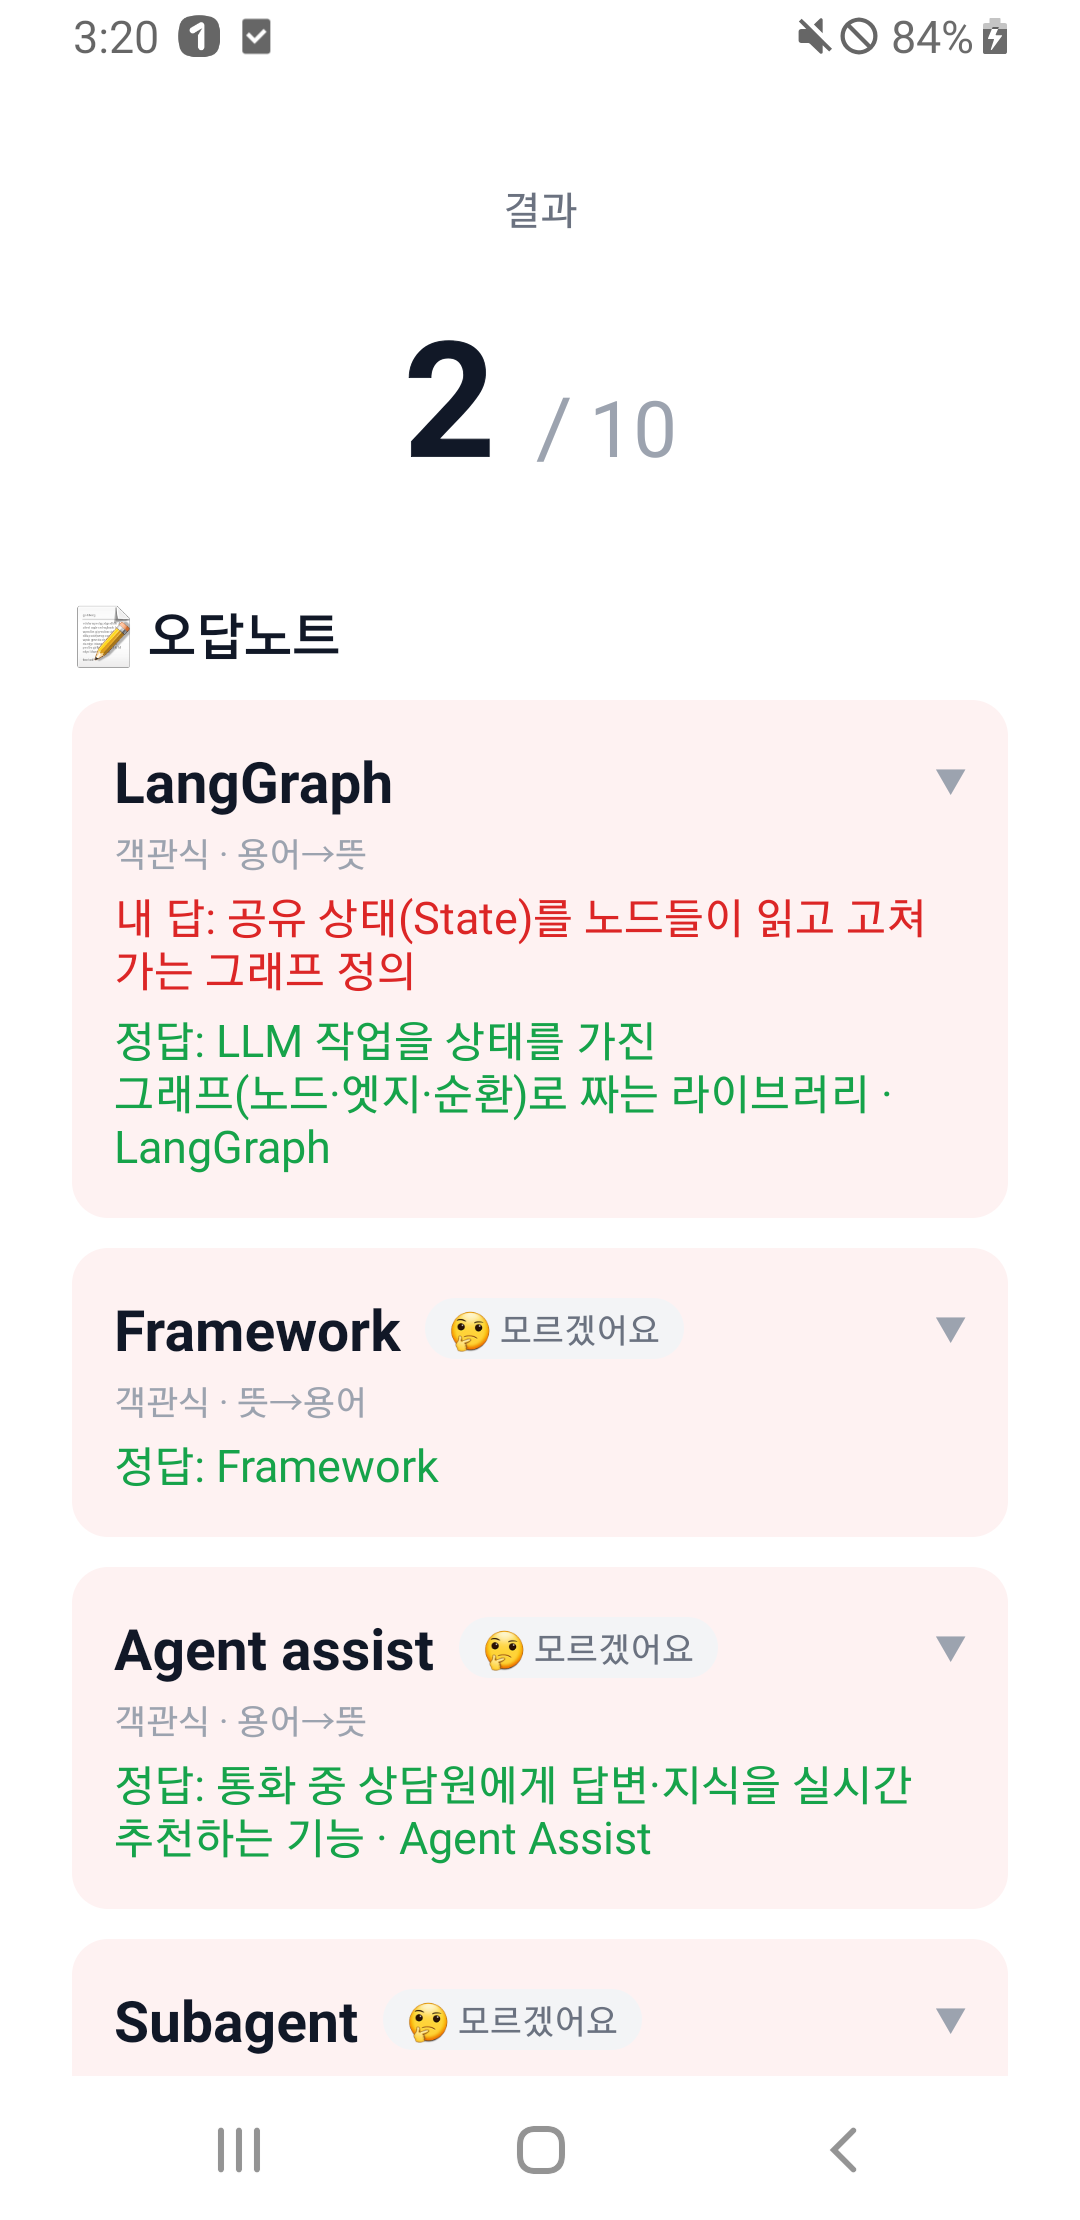 3:20
84%
결과
2 / 10
📝 오답노트
LangGraph ▼
객관식 · 용어→뜻
내 답: 공유 상태(State)를 노드들이 읽고 고쳐
가는 그래프 정의
정답: LLM 작업을 상태를 가진
그래프(노드·엣지·순환)로 짜는 라이브러리 ·
LangGraph
Framework 🤔 모르겠어요 ▼
객관식 · 뜻→용어
정답: Framework
Agent assist 🤔 모르겠어요 ▼
객관식 · 용어→뜻
정답: 통화 중 상담원에게 답변·지식을 실시간
추천하는 기능 · Agent Assist
Subagent 🤔 모르겠어요 ▼